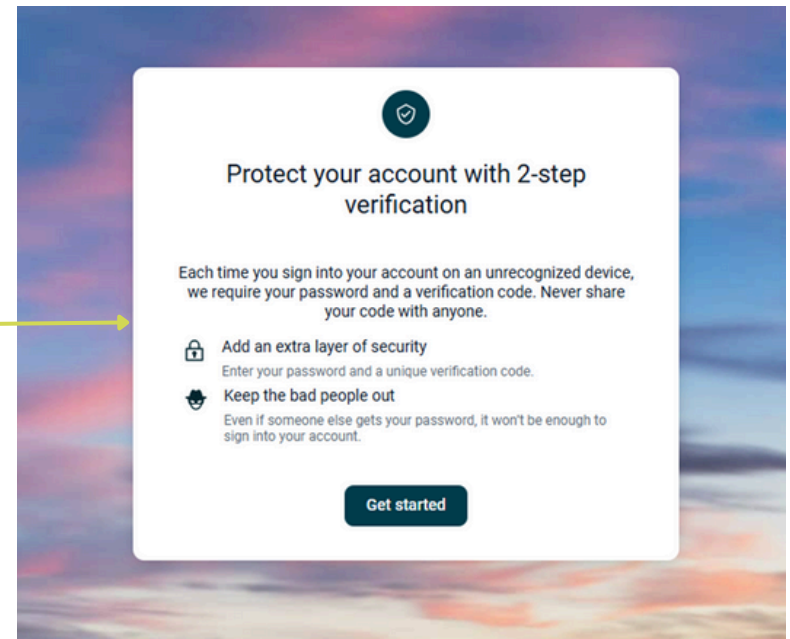 Protect your account with 2-step
verification
Each time you sign into your account on an unrecognized device,
we require your password and a verification code. Never share
your code with anyone.
Add an extra layer of security
Enter your password and a unique verification code.
Keep the bad people out
Even if someone else gets your password, it won't be enough to
sign into your account.
Get started